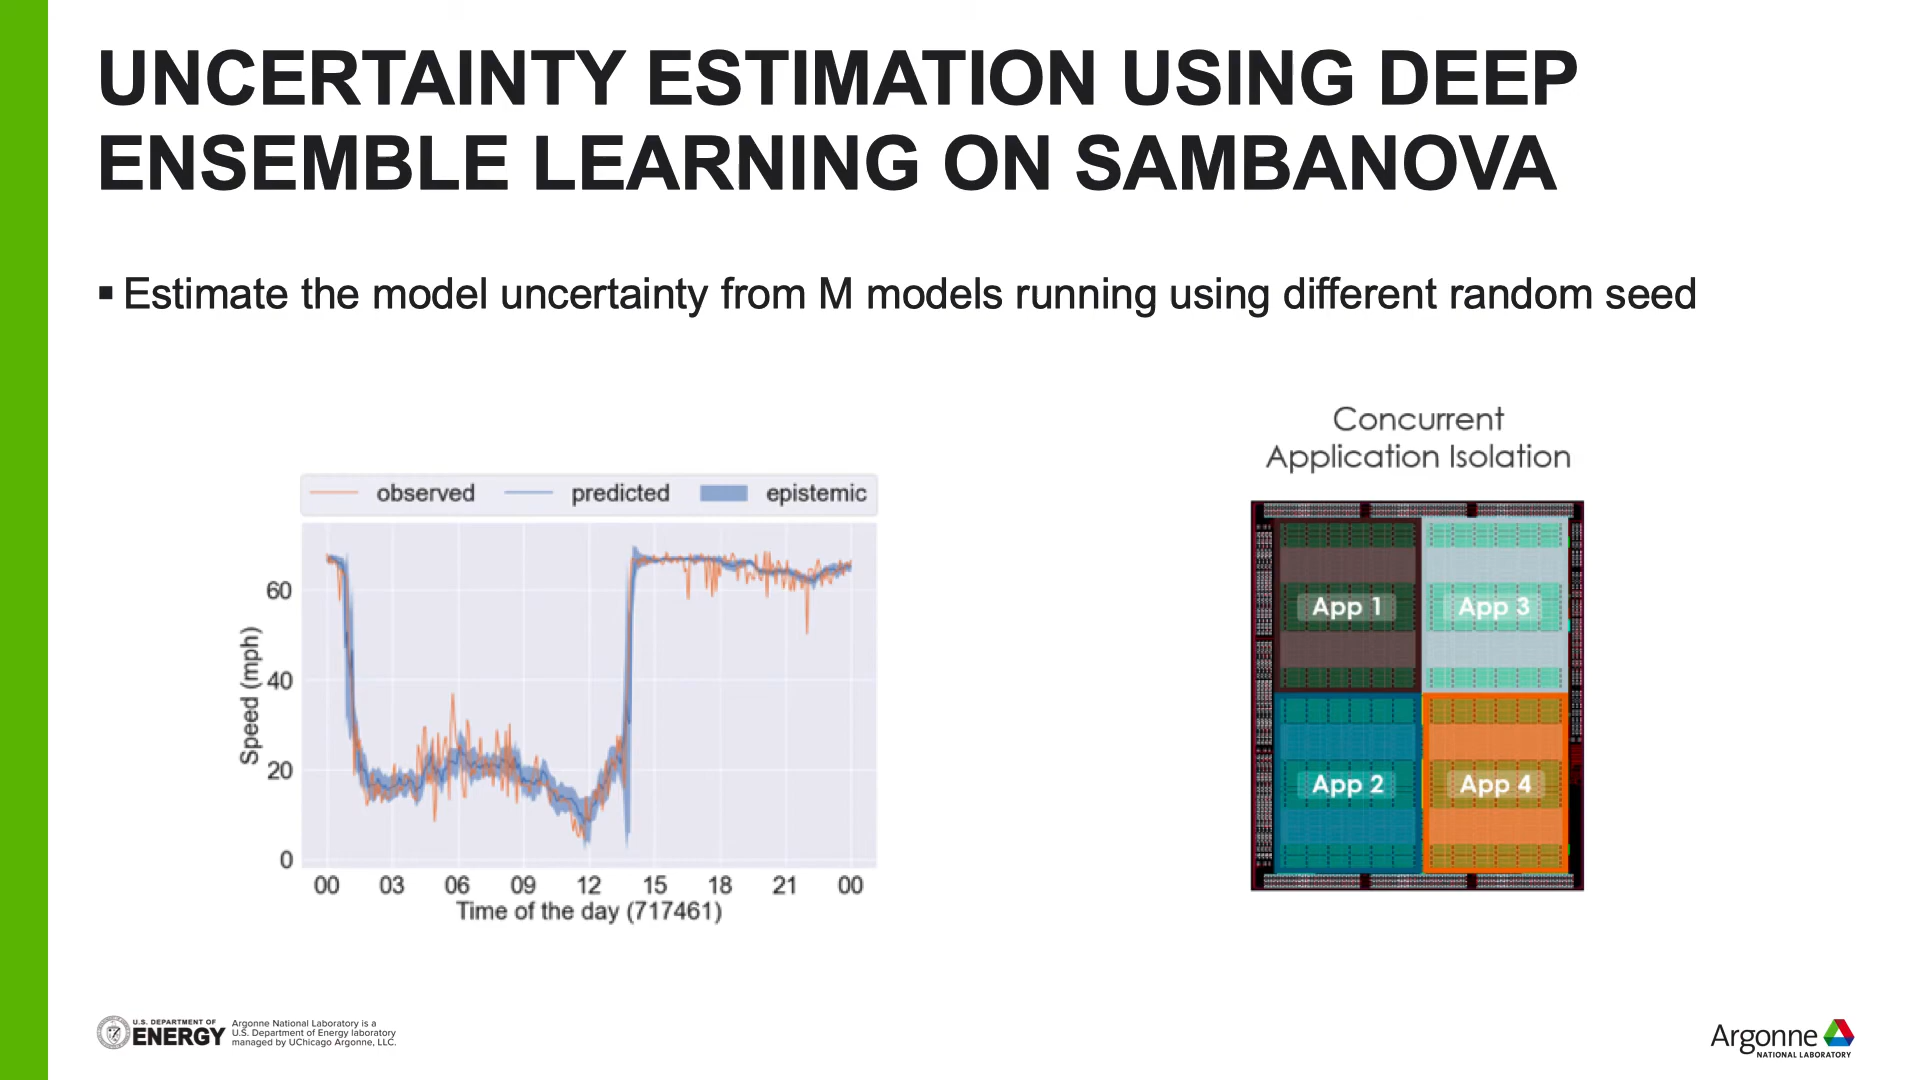 UNCERTAINTY ESTIMATION USING DEEP
ENSEMBLE LEARNING ON SAMBANOVA
▪ Estimate the model uncertainty from M models running using different random seed
observed predicted epistemic
Speed (mph)
60
40
20
0
00 03 06 09 12 15 18 21 00
Time of the day (717461)
Concurrent
Application Isolation
App 1 App 3
App 2 App 4
U.S. DEPARTMENT OF
ENERGY
Argonne National Laboratory is a
U.S. Department of Energy laboratory
managed by UChicago Argonne, LLC.
Argonne
NATIONAL LABORATORY